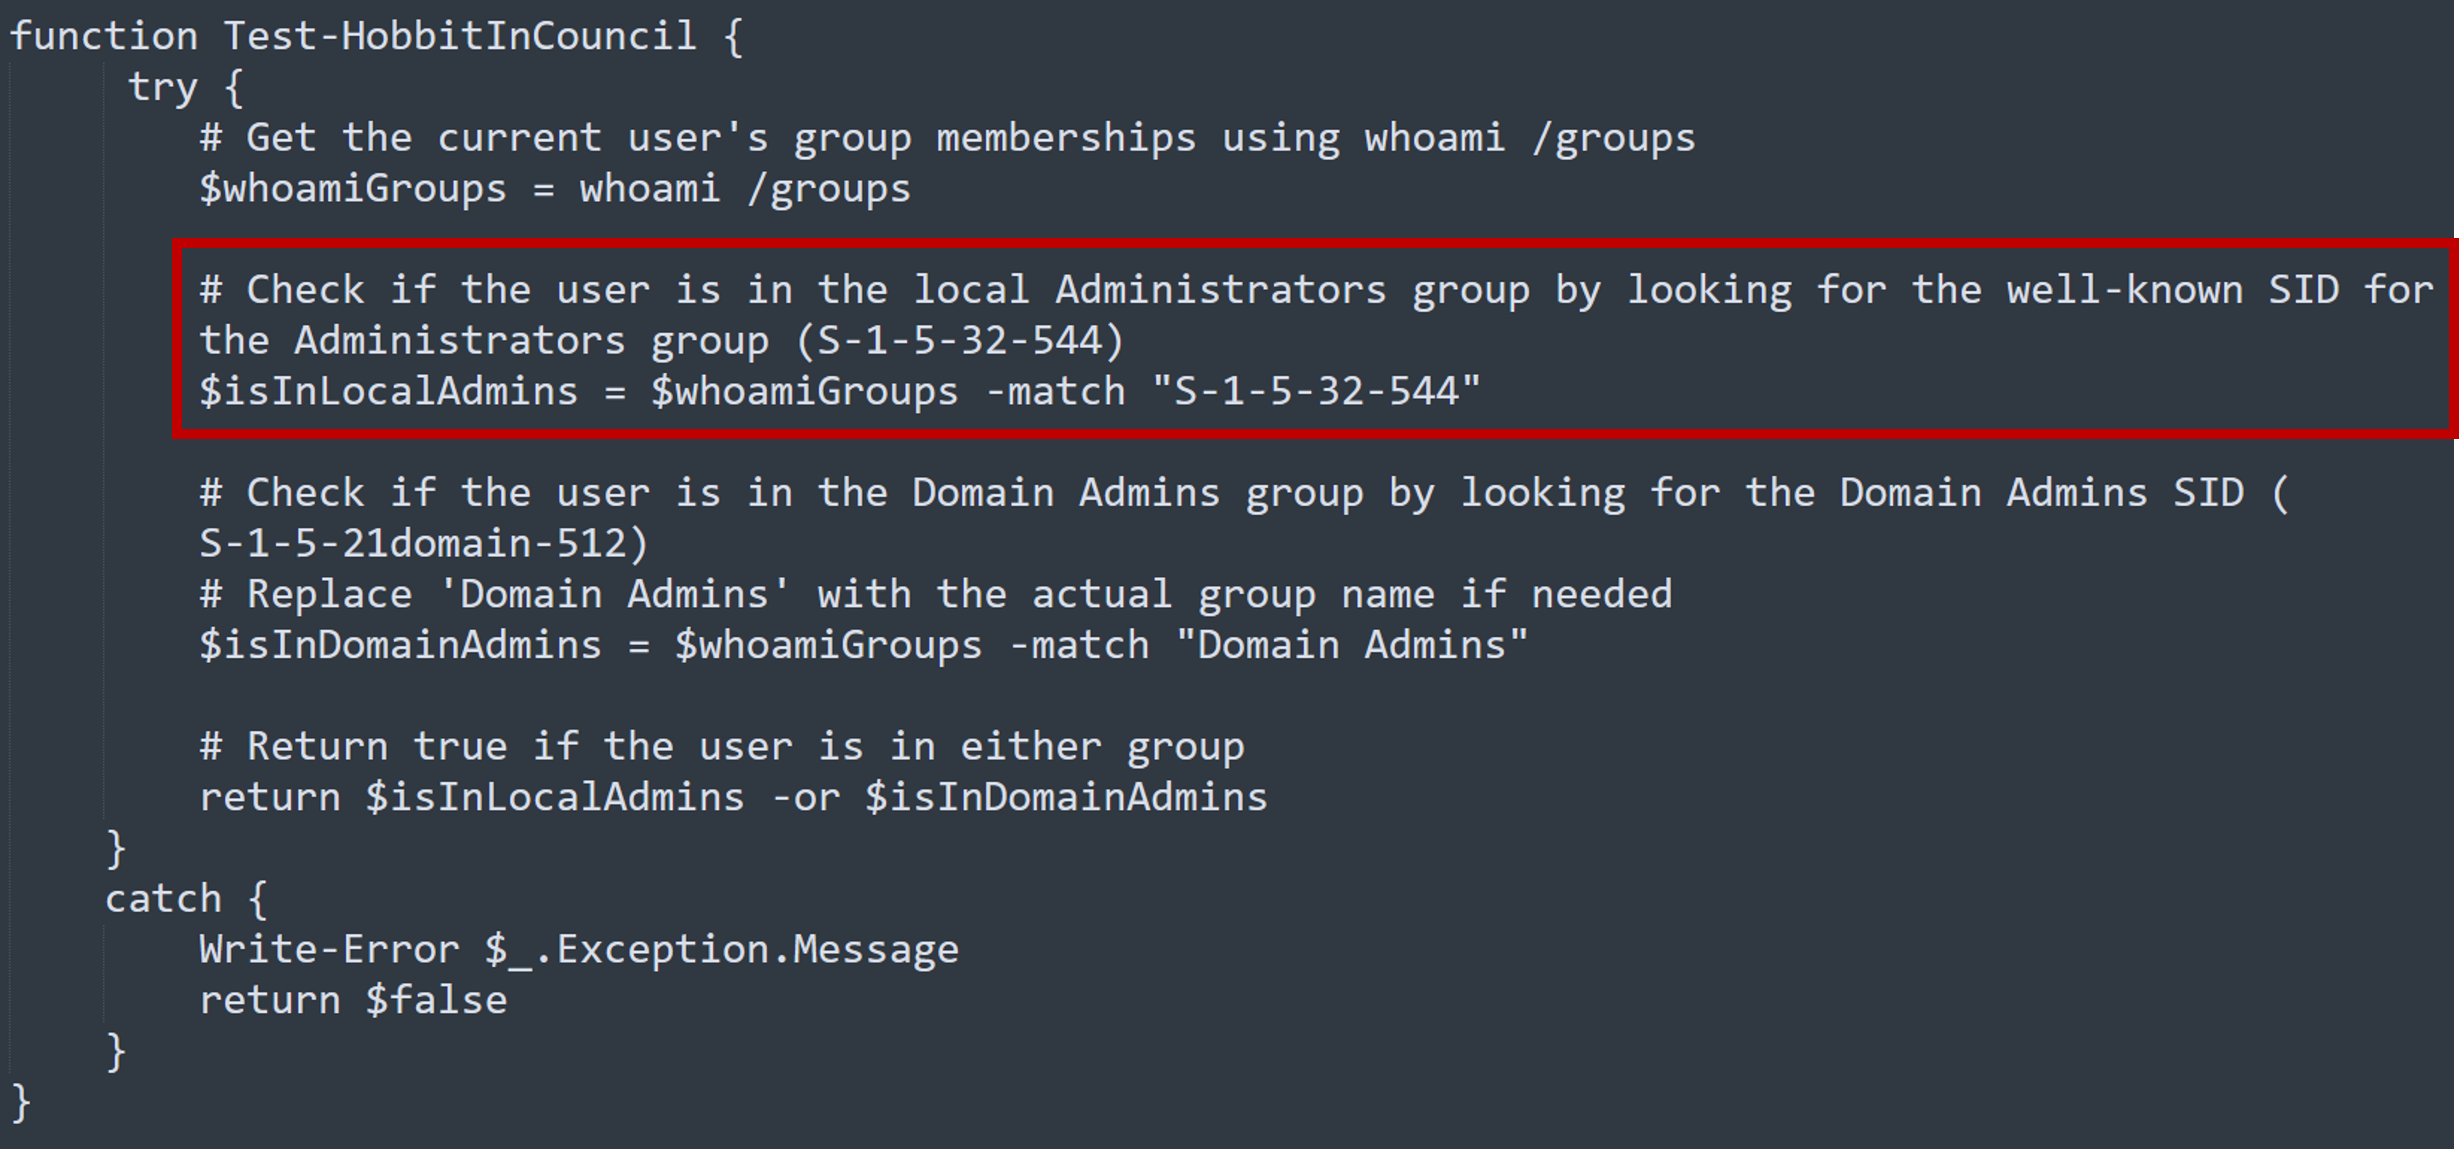 function Test-HobbitInCouncil {
try {
# Get the current user's group memberships using whoami /groups
$whoamiGroups = whoami /groups
# Check if the user is in the local Administrators group by looking for the well-known SID for
the Administrators group (S-1-5-32-544)
$isInLocalAdmins = $whoamiGroups -match "S-1-5-32-544"
# Check if the user is in the Domain Admins group by looking for the Domain Admins SID (
S-1-5-21domain-512)
# Replace 'Domain Admins' with the actual group name if needed
$isInDomainAdmins = $whoamiGroups -match "Domain Admins"
# Return true if the user is in either group
return $isInLocalAdmins -or $isInDomainAdmins
}
catch {
Write-Error $_.Exception.Message
return $false
}
}